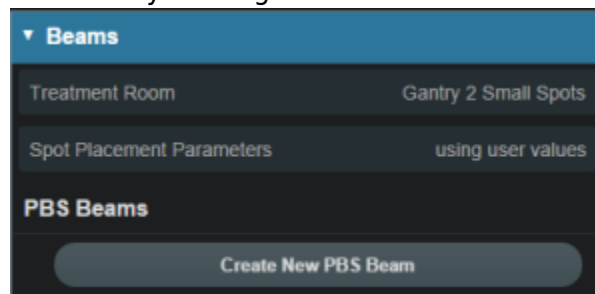 Beams
Treatment Room Gantry 2 Small Spots
Spot Placement Parameters using user values
PBS Beams
Create New PBS Beam